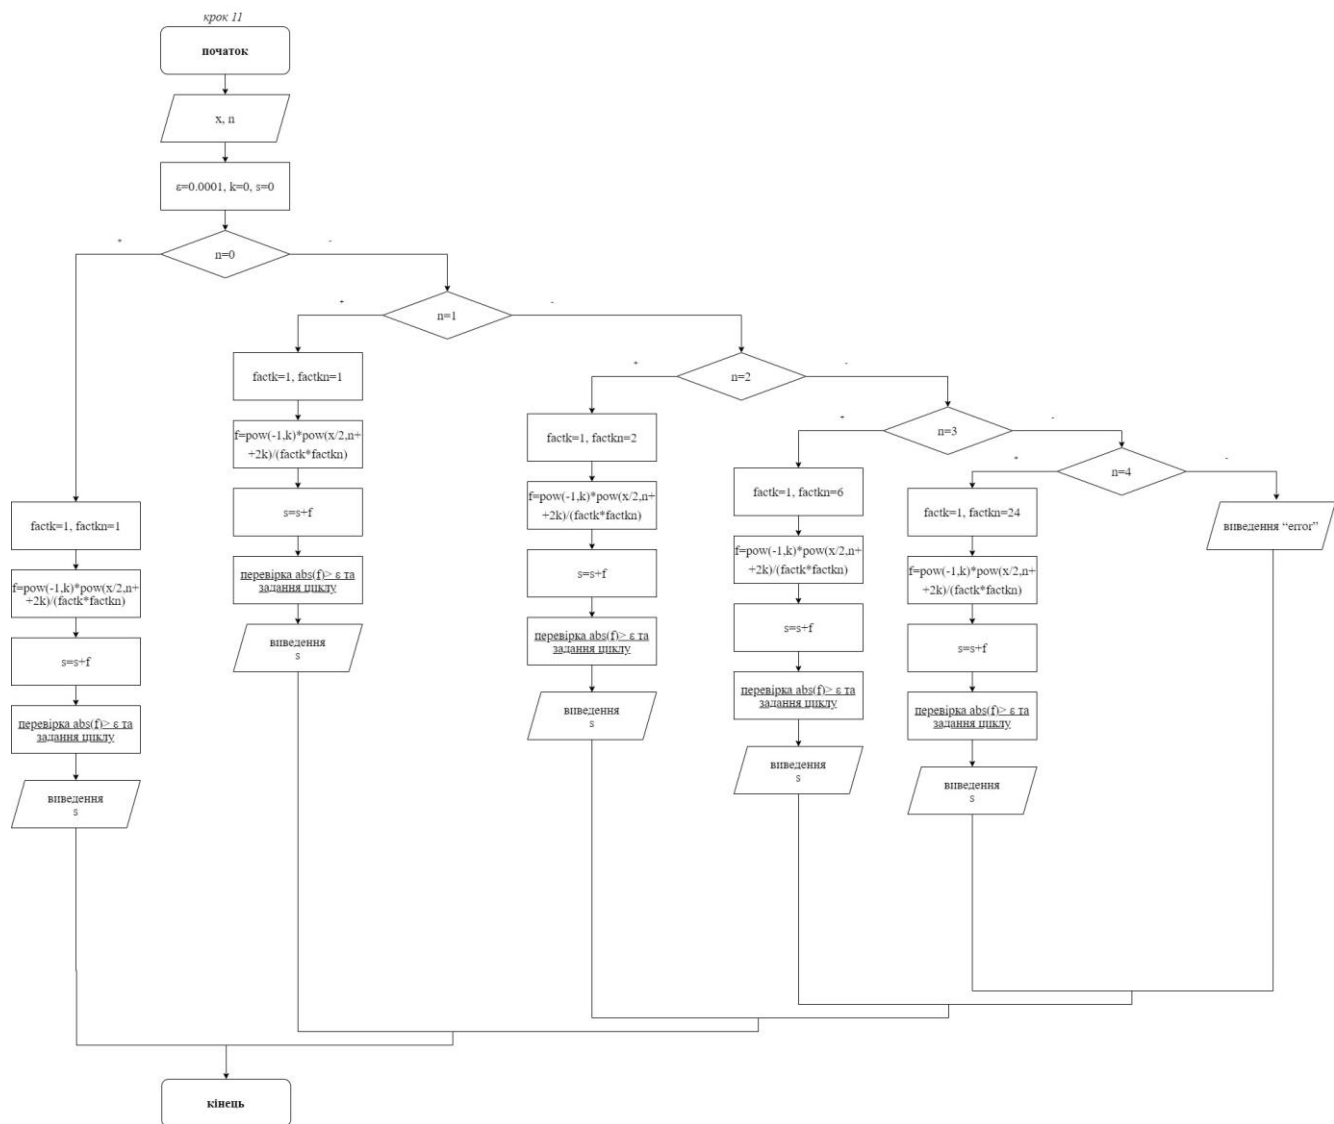 крок 11
початок
x, n
ε=0.0001, k=0, s=0
n=0
+
-
n=1
+
-
n=2
+
-
n=3
+
-
n=4
+
-
factk=1, factkn=1
f=pow(-1,k)*pow(x/2,n+
+2k)/(factk*factkn)
s=s+f
перевірка abs(f)> ε та
задання циклу
виведення
s
factk=1, factkn=1
f=pow(-1,k)*pow(x/2,n+
+2k)/(factk*factkn)
s=s+f
перевірка abs(f)> ε та
задання циклу
виведення
s
factk=1, factkn=2
f=pow(-1,k)*pow(x/2,n+
+2k)/(factk*factkn)
s=s+f
перевірка abs(f)> ε та
задання циклу
виведення
s
factk=1, factkn=6
f=pow(-1,k)*pow(x/2,n+
+2k)/(factk*factkn)
s=s+f
перевірка abs(f)> ε та
задання циклу
виведення
s
factk=1, factkn=24
f=pow(-1,k)*pow(x/2,n+
+2k)/(factk*factkn)
s=s+f
перевірка abs(f)> ε та
задання циклу
виведення
s
виведення “error”
кінець